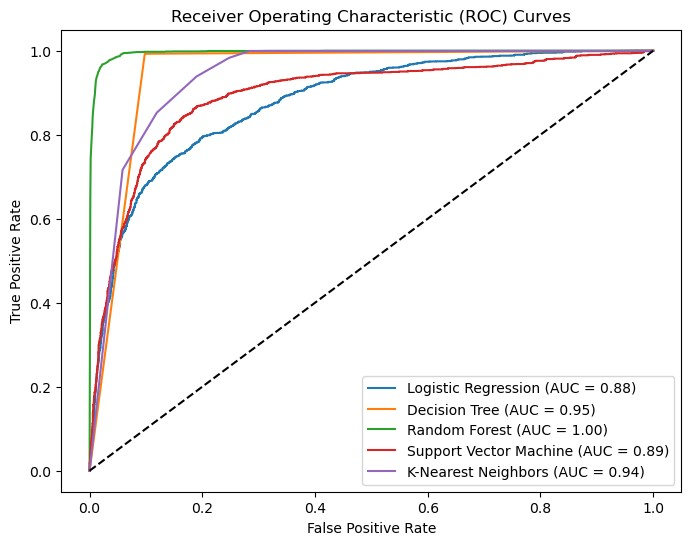 Receiver Operating Characteristic (ROC) Curves
True Positive Rate
1.0
0.8
0.6
0.4
0.2
0.0
Logistic Regression (AUC = 0.88)
Decision Tree (AUC = 0.95)
Random Forest (AUC = 1.00)
Support Vector Machine (AUC = 0.89)
K-Nearest Neighbors (AUC = 0.94)
0.0 0.2 0.4 0.6 0.8 1.0
False Positive Rate